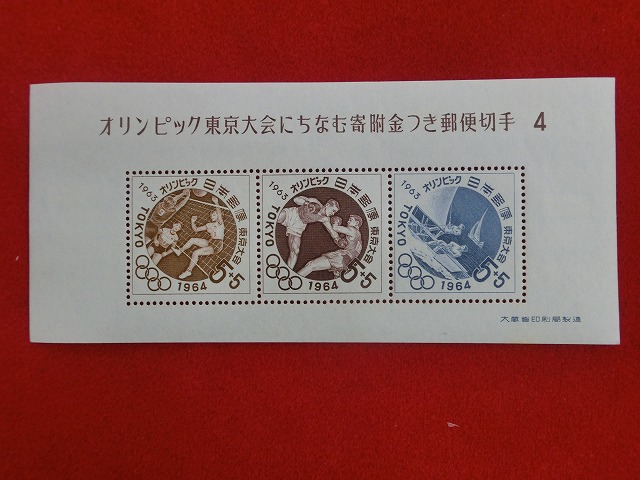 オリンピック東京大会にちなむ寄附金つき郵便切手 4
1963 オリンピック 日本郵便
TOKYO 東京大会
5+5
1964
1963 オリンピック 日本郵便
TOKYO 東京大会
5+5
1964
1963 オリンピック 日本郵便
TOKYO 東京大会
5+5
1964
大蔵省印刷局製造